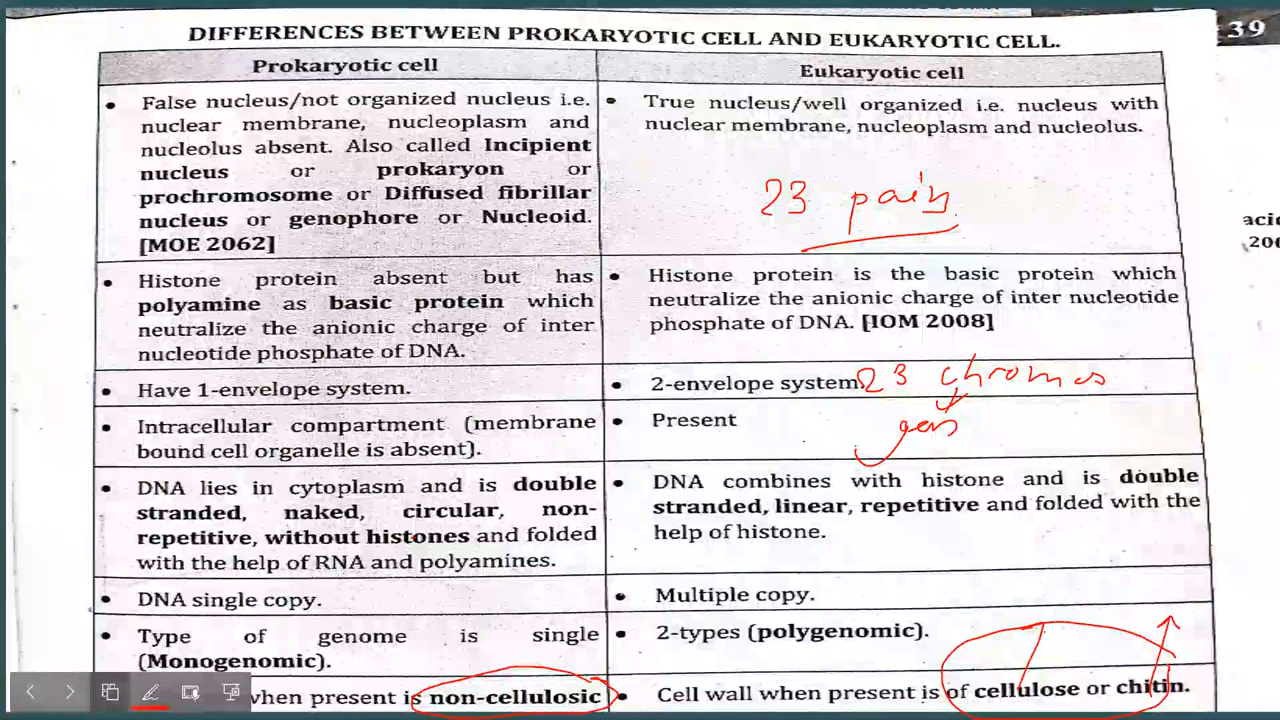 39
DIFFERENCES BETWEEN PROKARYOTIC CELL AND EUKARYOTIC CELL.
Prokaryotic cell
Eukaryotic cell
• False nucleus/not organized nucleus i.e.
nuclear membrane, nucleoplasm and
nucleolus absent. Also called Incipient
nucleus or prokaryon or
prochromosome or Diffused fibrillar
nucleus or genophore or Nucleoid.
[MOE 2062]
• True nucleus/well organized i.e. nucleus with
nuclear membrane, nucleoplasm and nucleolus.
23 pairs
• Histone protein absent but has
polyamine as basic protein which
neutralize the anionic charge of inter
nucleotide phosphate of DNA.
• Histone protein is the basic protein which
neutralize the anionic charge of inter nucleotide
phosphate of DNA. [IOM 2008]
• Have 1-envelope system.
• 2-envelope system.
23 chromos
• Intracellular compartment (membrane
bound cell organelle is absent).
• Present
• DNA lies in cytoplasm and is double
stranded, naked, circular, non-
repetitive, without histones and folded
with the help of RNA and polyamines.
• DNA combines with histone and is double
stranded, linear, repetitive and folded with the
help of histone.
• DNA single copy.
• Multiple copy.
• Type of genome is single
(Monogenomic).
• 2-types (polygenomic).
when present is non-cellulosic
• Cell wall when present is of cellulose or chitin.